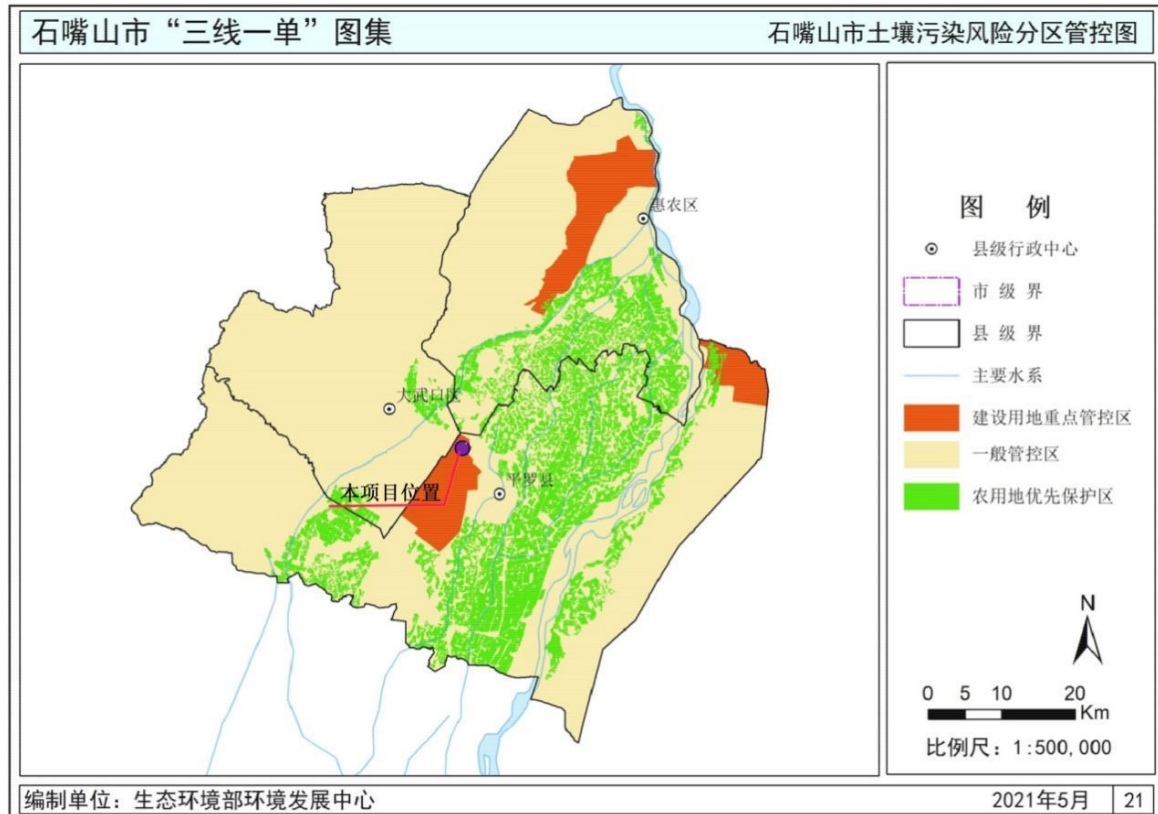 石嘴山市“三线一单”图集
石嘴山市土壤污染风险分区管控图
惠农区
大武口区
平罗县
本项目位置
图 例
县级行政中心
市 级 界
县 级 界
主要水系
建设用地重点管控区
一般管控区
农用地优先保护区
N
0 5 10 20
Km
比例尺：1:500,000
编制单位：生态环境部环境发展中心
2021年5月
21